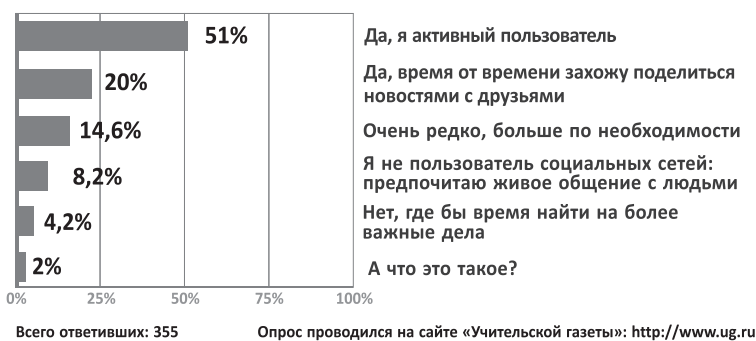 51% Да, я активный пользователь
20% Да, время от времени захожу поделиться
новостями с друзьями
14,6% Очень редко, больше по необходимости
8,2% Я не пользователь социальных сетей:
предпочитаю живое общение с людьми
4,2% Нет, где бы время найти на более
важные дела
2% А что это такое?
0% 25% 50% 75% 100%
Всего ответивших: 355 Опрос проводился на сайте «Учительской газеты»: http://www.ug.ru